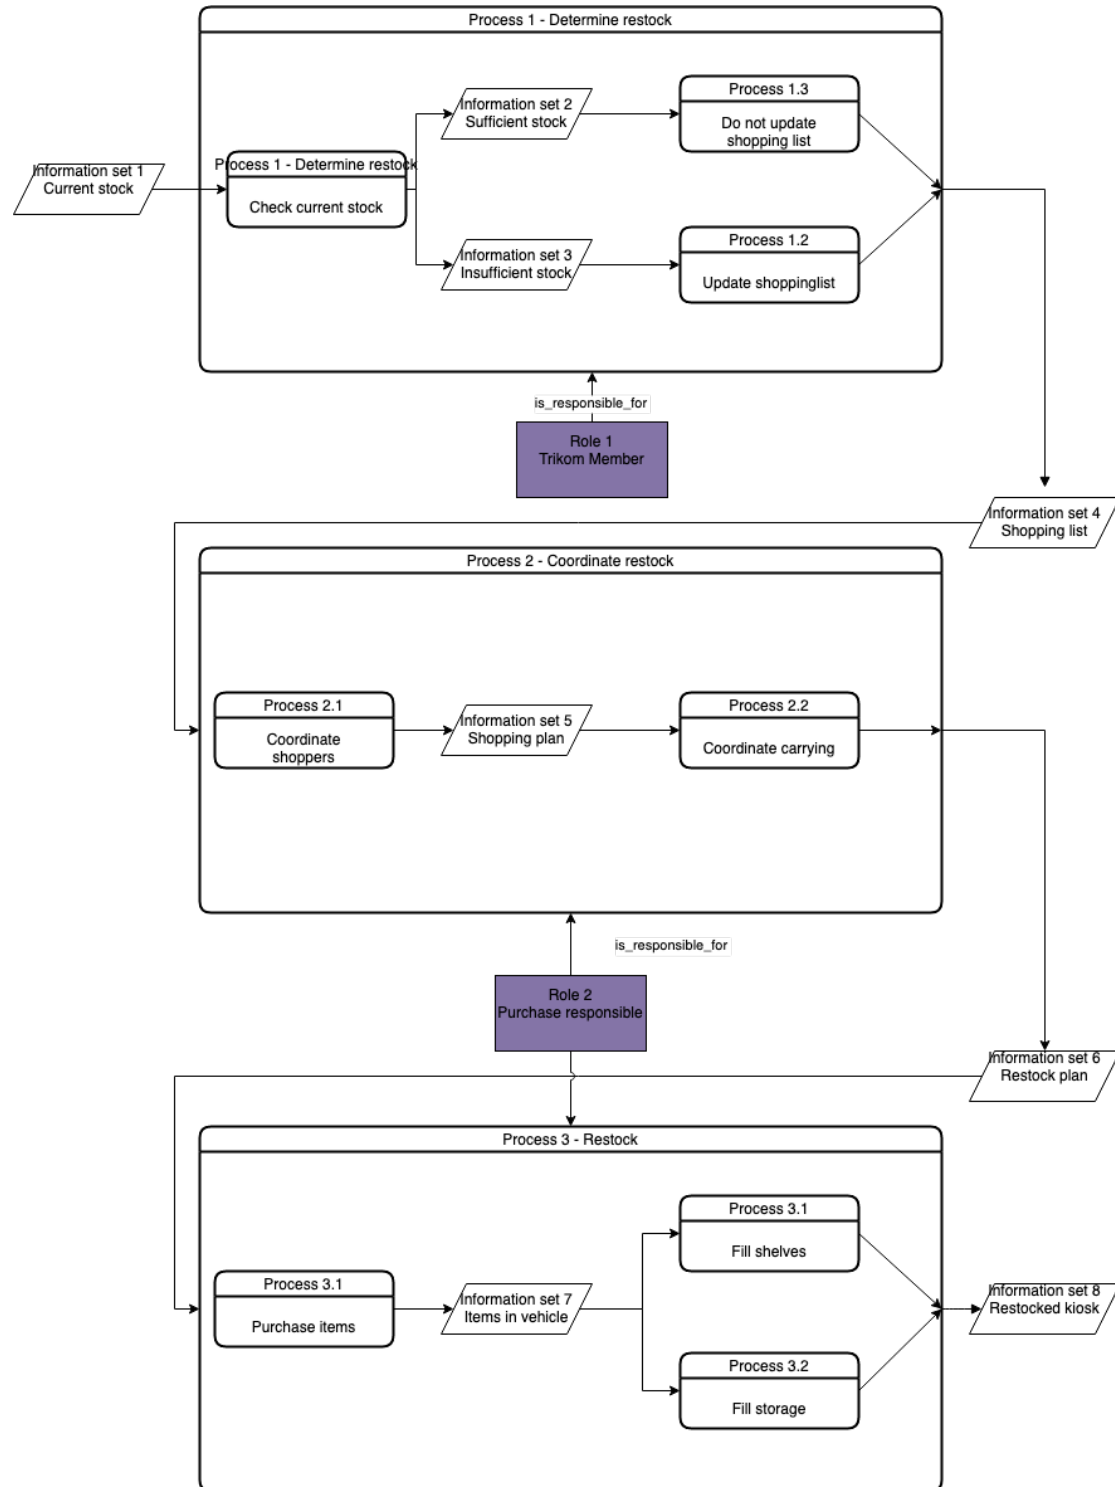 Process 1 - Determine restock
Information set 1
Current stock
Process 1 - Determine restock
Check current stock
Information set 2
Sufficient stock
Process 1.3
Do not update
shopping list
Information set 3
Insufficient stock
Process 1.2
Update shoppinglist
is_responsible_for
Role 1
Trikom Member
Information set 4
Shopping list
Process 2 - Coordinate restock
Process 2.1
Coordinate
shoppers
Information set 5
Shopping plan
Process 2.2
Coordinate carrying
is_responsible_for
Role 2
Purchase responsible
Information set 6
Restock plan
Process 3 - Restock
Process 3.1
Purchase items
Information set 7
Items in vehicle
Process 3.1
Fill shelves
Process 3.2
Fill storage
Information set 8
Restocked kiosk